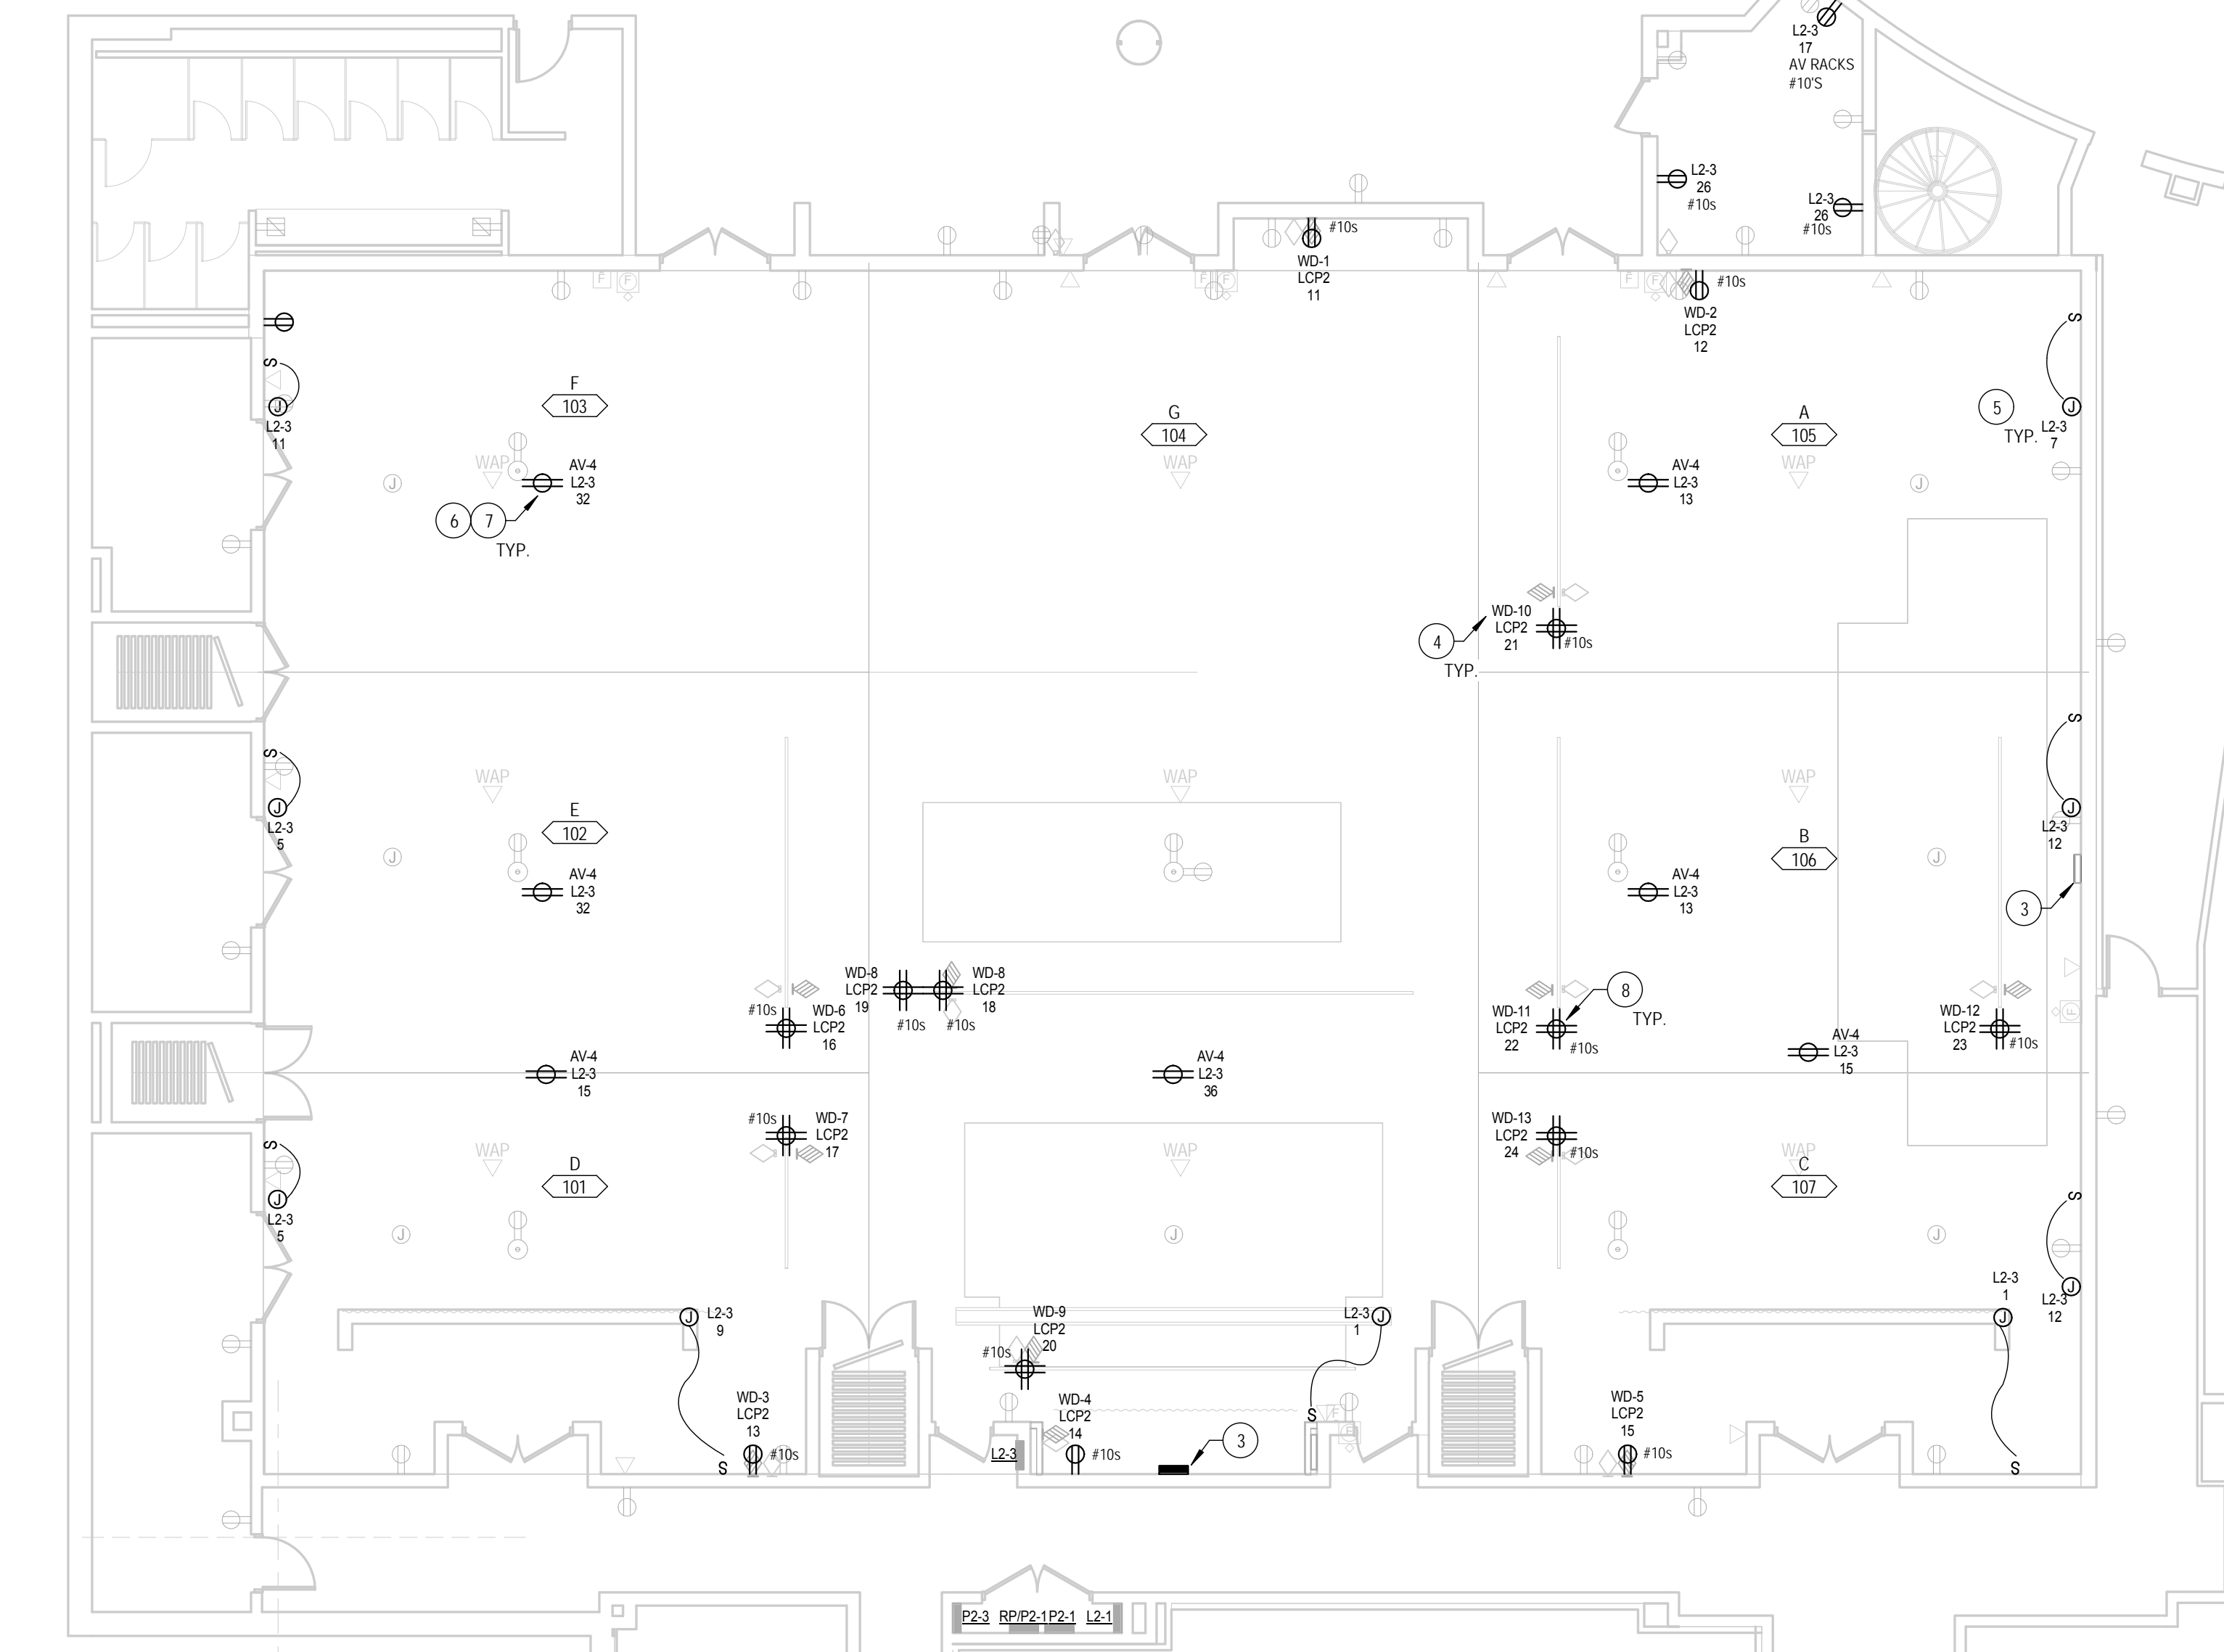 L2-3
17
AV RACKS
#10'S
L2-3
26
#10s
L2-3
26
#10s
#10s
WD-1
LCP2
11
#10s
WD-2
LCP2
12
F
F
F
F
F
F
S
J
L2-3
11
F
103
G
104
A
105
5
TYP.
S
J
L2-3
7
WAP
WAP
WAP
J
J
AV-4
L2-3
32
6
7
TYP.
AV-4
L2-3
13
WD-10
LCP2
21
#10s
4
TYP.
S
J
L2-3
5
WAP
WAP
WAP
E
102
B
106
S
J
L2-3
12
J
J
AV-4
L2-3
32
AV-4
L2-3
13
3
WD-8
LCP2
19
#10s
WD-8
LCP2
18
#10s
#10s
WD-6
LCP2
16
WD-11
LCP2
22
#10s
8
TYP.
WD-12
LCP2
23
#10s
F
AV-4
L2-3
15
AV-4
L2-3
36
AV-4
L2-3
15
#10s
WD-7
LCP2
17
WD-13
LCP2
24
#10s
S
J
L2-3
5
WAP
WAP
WAP
D
101
C
107
J
J
J
S
J
L2-3
12
J
L2-3
9
S
WD-9
LCP2
20
#10s
L2-3
1
J
S
L2-3
1
J
S
WD-3
LCP2
13
#10s
WD-4
LCP2
14
#10s
L2-3
3
F
F
WD-5
LCP2
15
#10s
P2-3
RP/P2-1
P2-1
L2-1